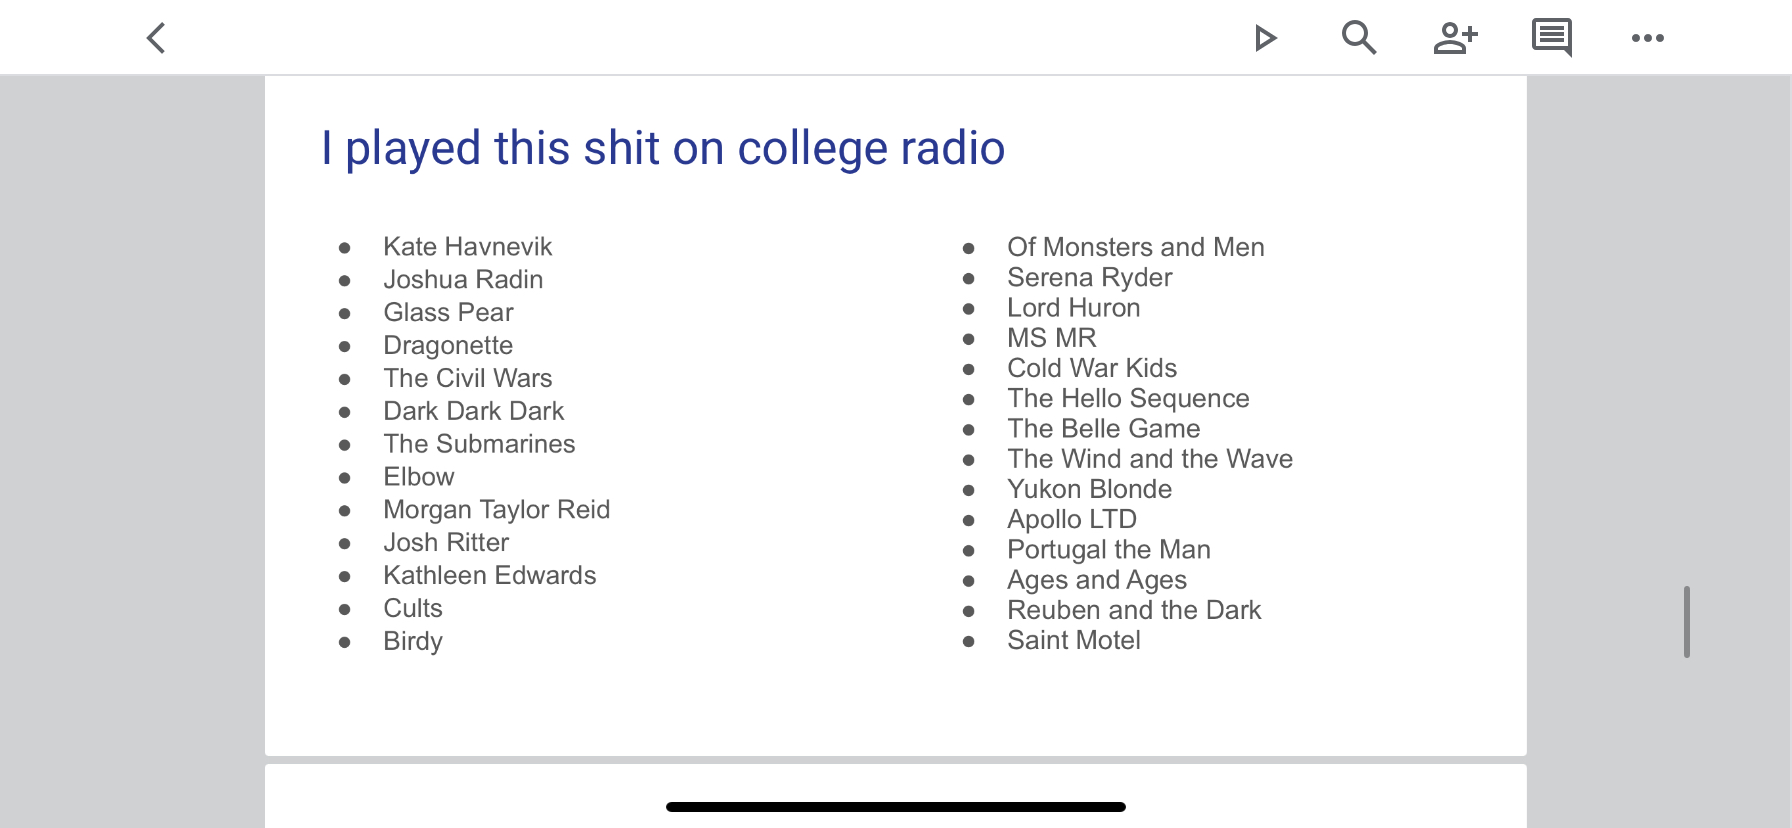 I played this shit on college radio
● Kate Havnevik
● Joshua Radin
● Glass Pear
● Dragonette
● The Civil Wars
● Dark Dark Dark
● The Submarines
● Elbow
● Morgan Taylor Reid
● Josh Ritter
● Kathleen Edwards
● Cults
● Birdy
● Of Monsters and Men
● Serena Ryder
● Lord Huron
● MS MR
● Cold War Kids
● The Hello Sequence
● The Belle Game
● The Wind and the Wave
● Yukon Blonde
● Apollo LTD
● Portugal the Man
● Ages and Ages
● Reuben and the Dark
● Saint Motel